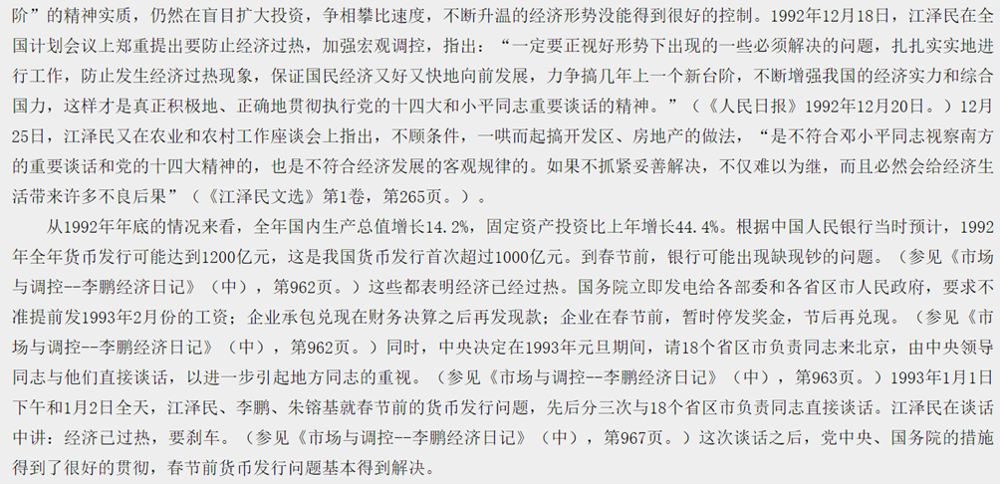 阶”的精神实质，仍然在盲目扩大投资，争相攀比速度，不断升温的经济形势没能得到很好的控制。1992年12月18日，江泽民在全
国计划会议上郑重提出要防止经济过热，加强宏观调控，指出：“一定要正视好形势下出现的一些必须解决的问题，扎扎实实地进
行工作，防止发生经济过热现象，保证国民经济又好又快地向前发展，力争搞几年上一个新台阶，不断增强我国的经济实力和综合
国力，这样才是真正积极地、正确地贯彻执行党的十四大和小平同志重要谈话的精神。”（《人民日报》1992年12月20日。）12月
25日，江泽民又在农业和农村工作座谈会上指出，不顾条件，一哄而起搞开发区、房地产的做法，“是不符合邓小平同志视察南方
的重要谈话和党的十四大精神的，也是不符合经济发展的客观规律的。如果不抓紧妥善解决，不仅难以为继，而且必然会给经济生
活带来许多不良后果”（《江泽民文选》第1卷，第265页。）。
从1992年年底的情况来看，全年国内生产总值增长14.2%，固定资产投资比上年增长44.4%。根据中国人民银行当时预计，1992
年全年货币发行可能达到1200亿元，这是我国货币发行首次超过1000亿元。到春节前，银行可能出现缺现钞的问题。（参见《市场
与调控--李鹏经济日记》（中），第962页。）这些都表明经济已经过热。国务院立即发电给各部委和各省区市人民政府，要求不
准提前发1993年2月份的工资；企业承包兑现在财务决算之后再发现款；企业在春节前，暂时停发奖金，节后再兑现。（参见《市
场与调控--李鹏经济日记》（中），第962页。）同时，中央决定在1993年元旦期间，请18个省区市负责同志来北京，由中央领导
同志与他们直接谈话，以进一步引起地方同志的重视。（参见《市场与调控--李鹏经济日记》（中），第963页。）1993年1月1日
下午和1月2日全天，江泽民、李鹏、朱镕基就春节前的货币发行问题，先后分三次与18个省区市负责同志直接谈话。江泽民在谈话
中讲：经济已过热，要刹车。（参见《市场与调控--李鹏经济日记》（中），第967页。）这次谈话之后，党中央、国务院的措施
得到了很好的贯彻，春节前货币发行问题基本得到解决。